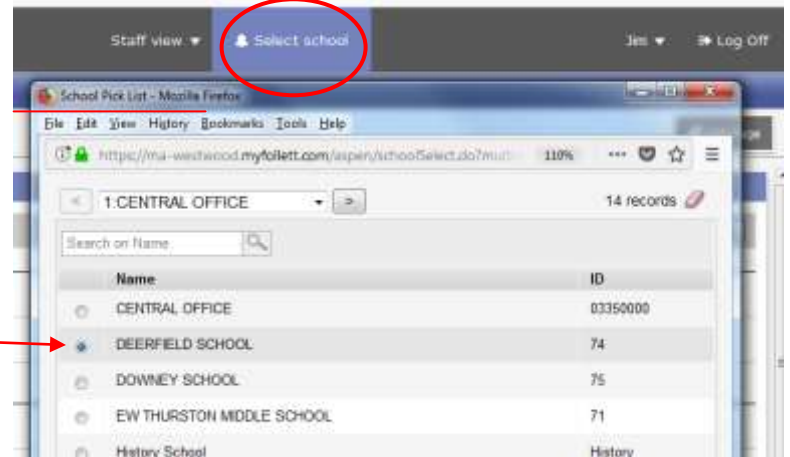 Staff view Select school Jim Log Off
School Pick List - Mozilla Firefox
File Edit View History Bookmarks Tools Help
https://ma-westwood.myfollett.com/aspen/schoolSelect.do?mult 110%
1:CENTRAL OFFICE > 14 records
Search on Name
Name ID
CENTRAL OFFICE 03350000
DEERFIELD SCHOOL 74
DOWNEY SCHOOL 75
EW THURSTON MIDDLE SCHOOL 71
History School History